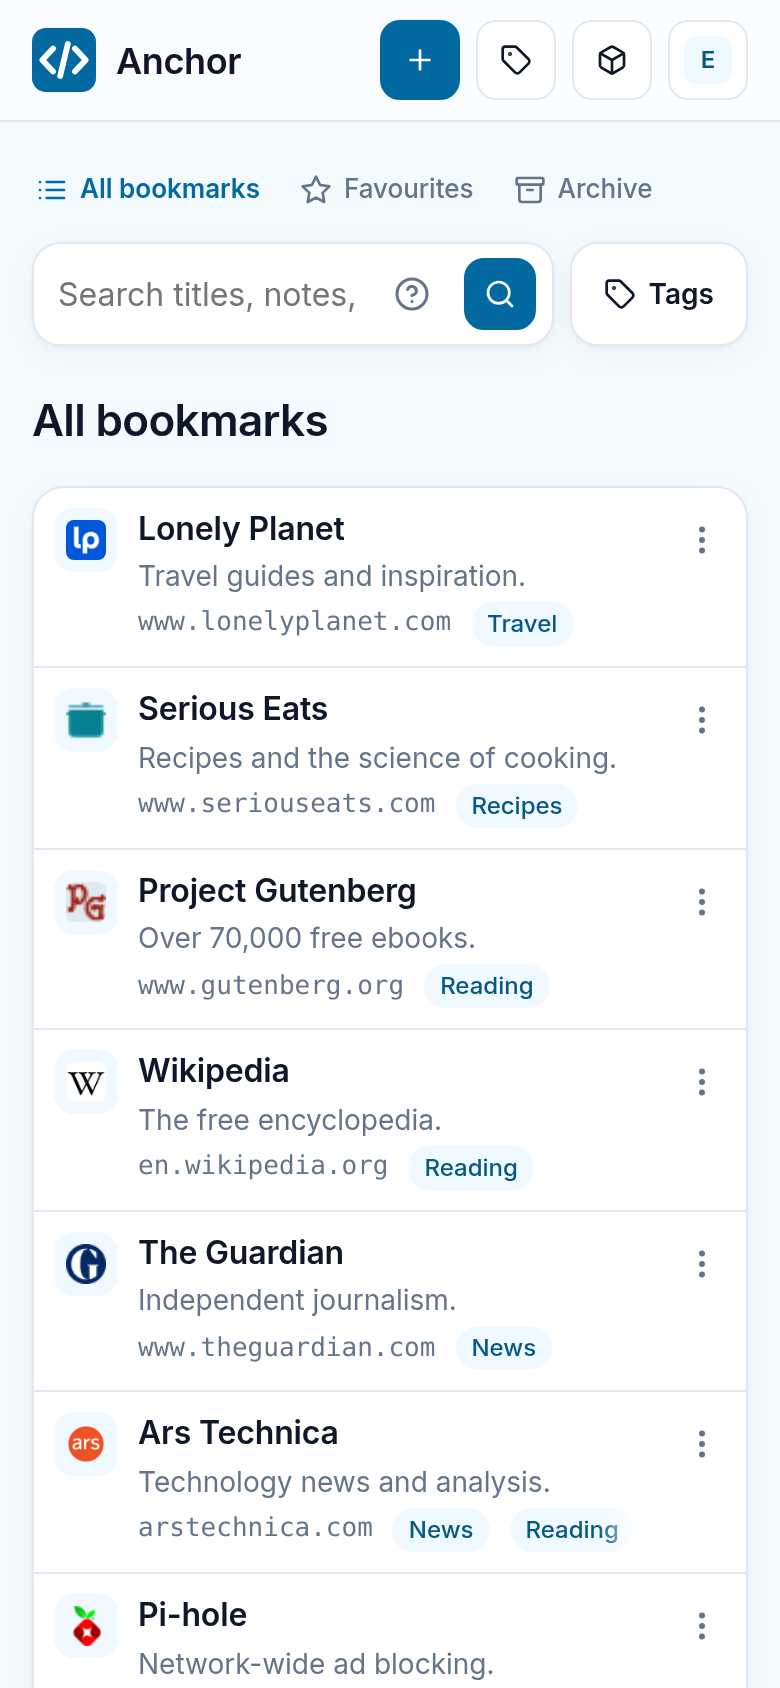 Anchor
E
All bookmarks
Favourites
Archive
Search titles, notes,
Tags
All bookmarks
lp
Lonely Planet
Travel guides and inspiration.
www.lonelyplanet.com Travel
Serious Eats
Recipes and the science of cooking.
www.seriouseats.com Recipes
PG
Project Gutenberg
Over 70,000 free ebooks.
www.gutenberg.org Reading
W
Wikipedia
The free encyclopedia.
en.wikipedia.org Reading
G
The Guardian
Independent journalism.
www.theguardian.com News
ars
Ars Technica
Technology news and analysis.
arstechnica.com News Reading
Pi-hole
Network-wide ad blocking.